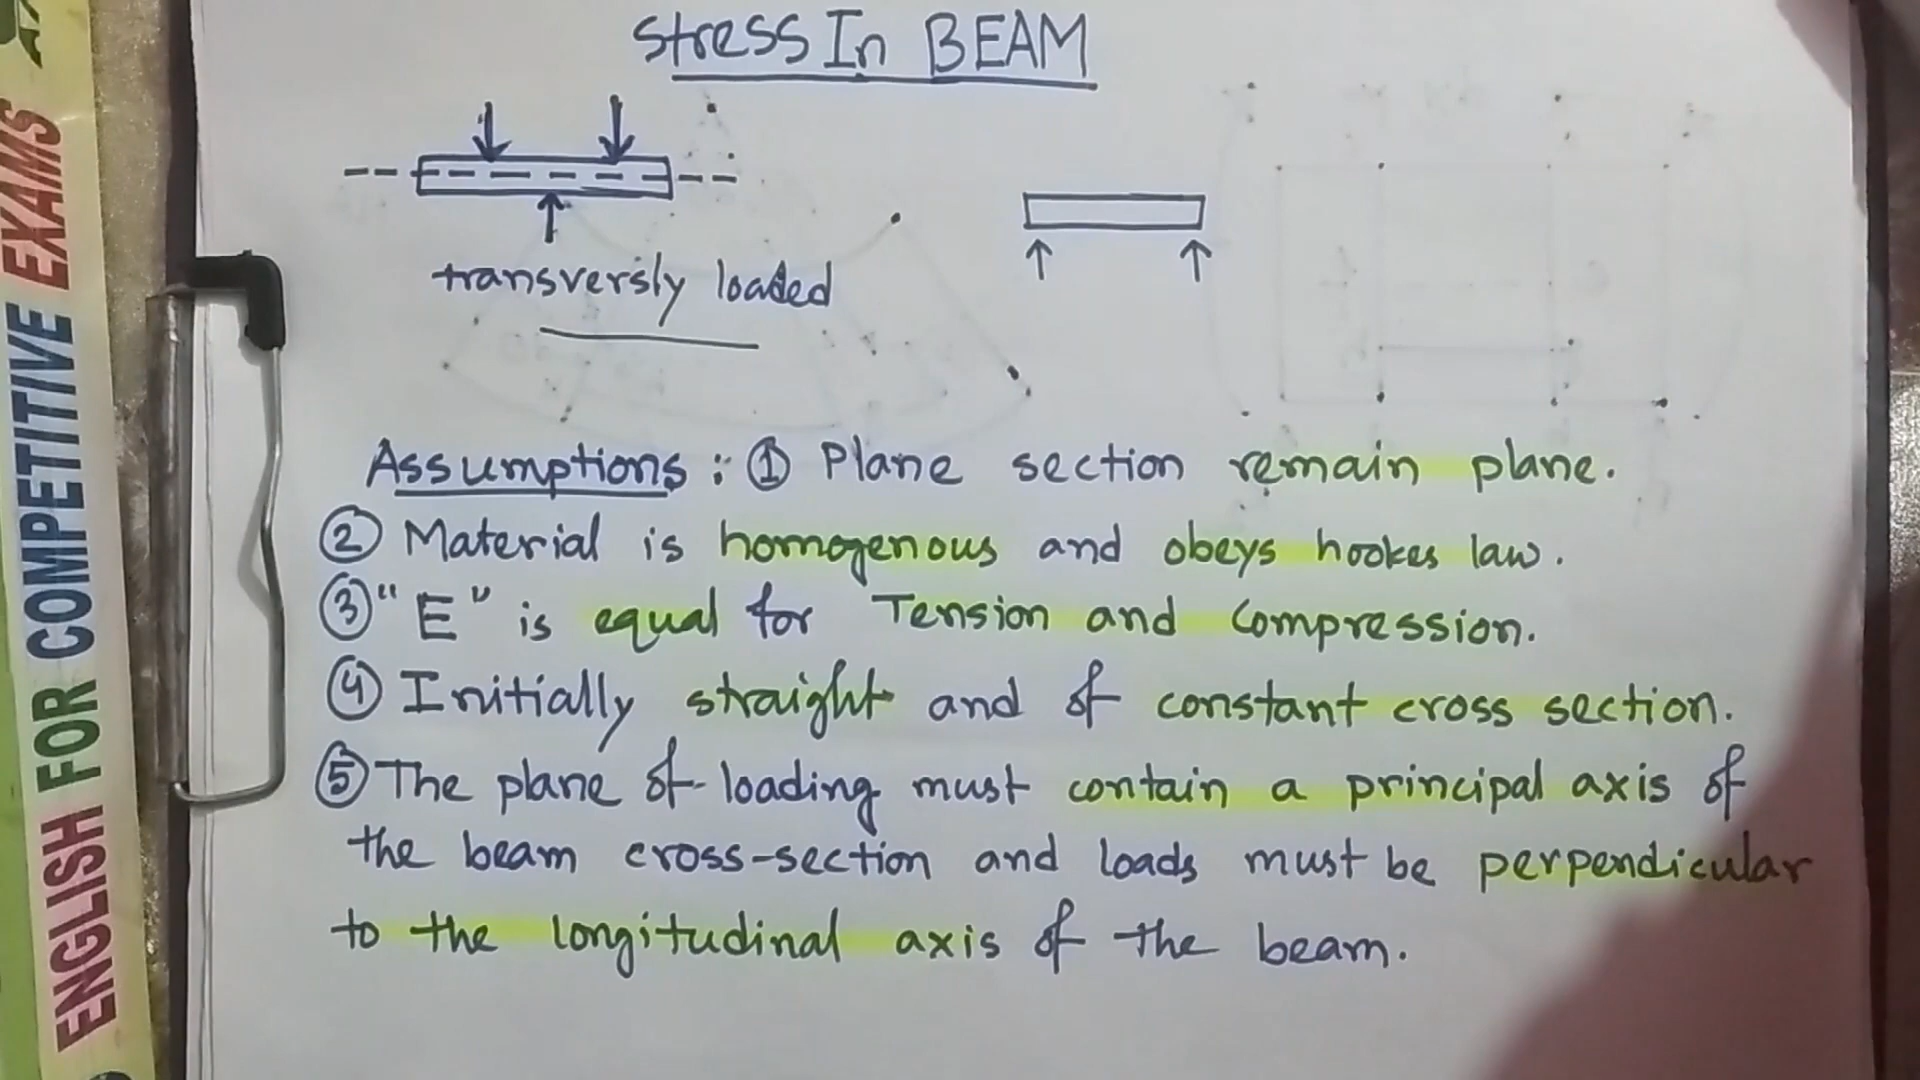 Stress In BEAM
transversly loaded
Assumptions :- ① Plane section remain plane.
② Material is homogenous and obeys hookes law.
③ "E" is equal for Tension and Compression.
④ Initially straight and of constant cross section.
⑤ The plane of loading must contain a principal axis of
the beam cross-section and loads must be perpendicular
to the longitudinal axis of the beam.
ENGLISH FOR COMPETITIVE EXAMS